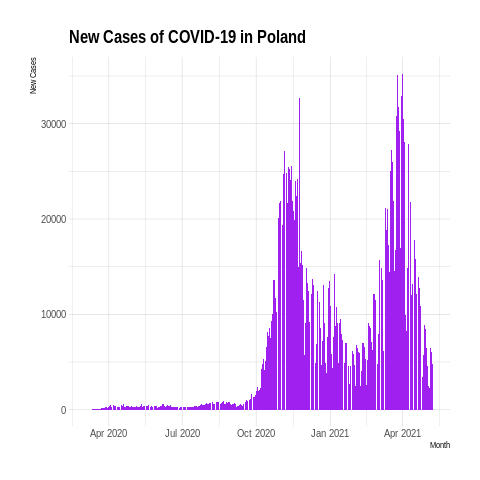 New Cases of COVID-19 in Poland
New Cases
30000
20000
10000
0
Apr 2020 Jul 2020 Oct 2020 Jan 2021 Apr 2021
Month